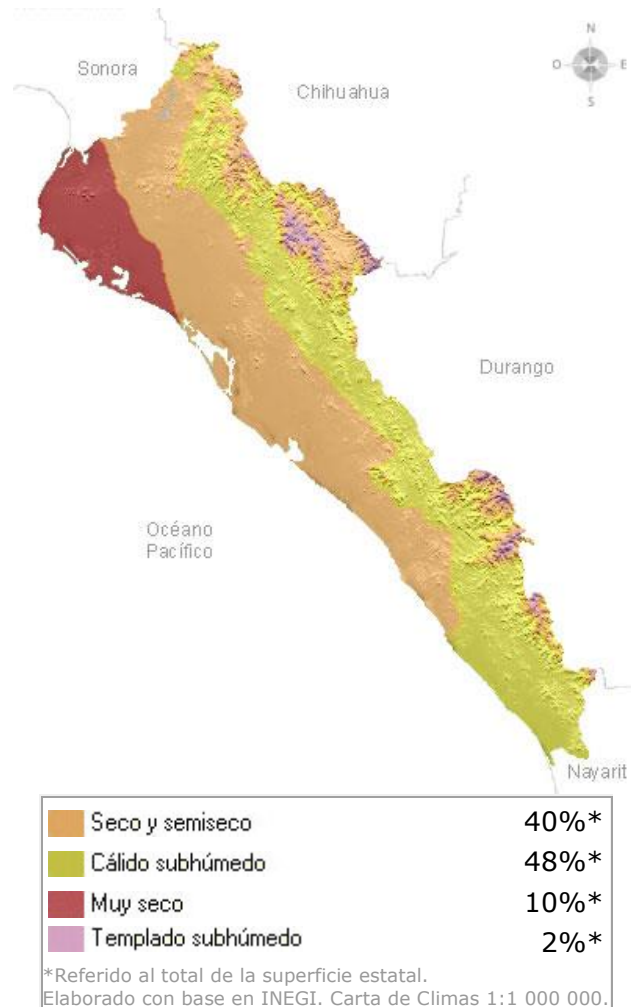 N
O E
S
Sonora
Chihuahua
Durango
Océano
Pacífico
Nayarit
Seco y semiseco 40%*
Cálido subhúmedo 48%*
Muy seco 10%*
Templado subhúmedo 2%*
*Referido al total de la superficie estatal.
Elaborado con base en INEGI. Carta de Climas 1:1 000 000.